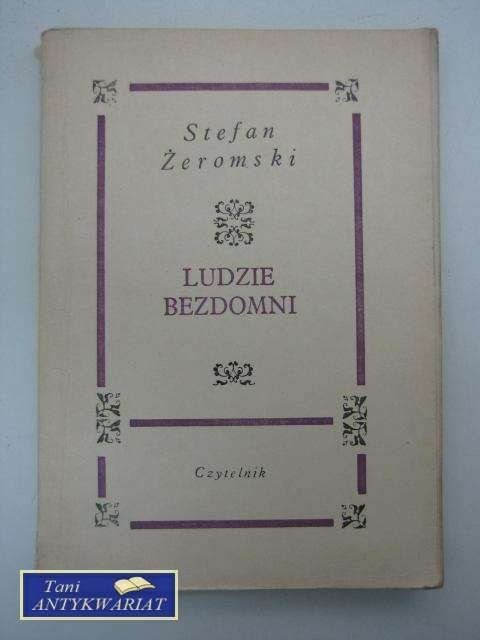 Stefan
Żeromski
LUDZIE
BEZDOMNI
Czytelnik
Tani
ANTYKWARIAT